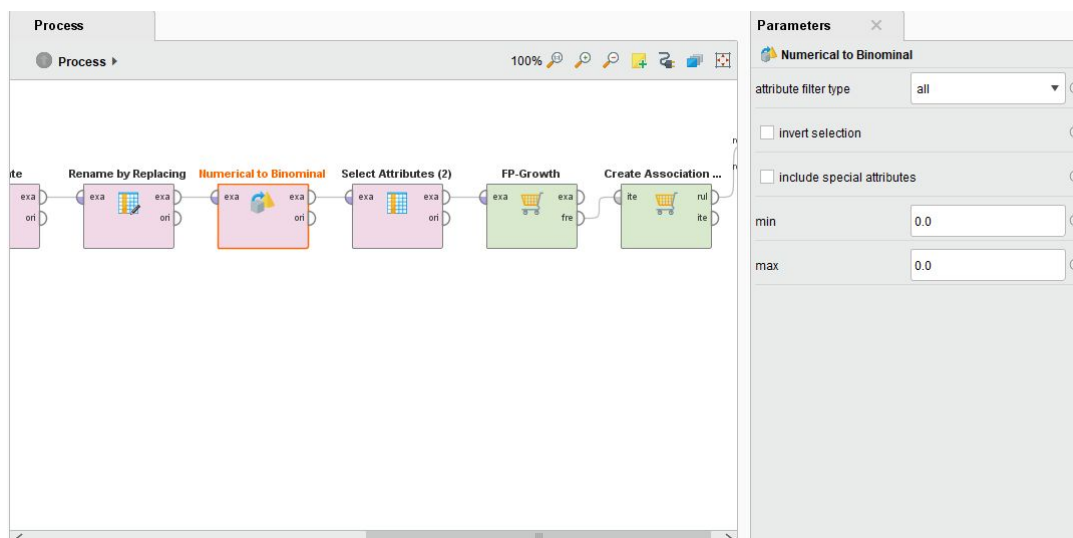 Process
Process
100%
te
Rename by Replacing
Numerical to Binominal
Select Attributes (2)
FP-Growth
Create Association ...
exa
ori
exa exa
ori
exa exa
ori
exa exa
ori
exa exa
fre
ite rul
ite
Parameters
Numerical to Binominal
attribute filter type all
invert selection
include special attributes
min 0.0
max 0.0